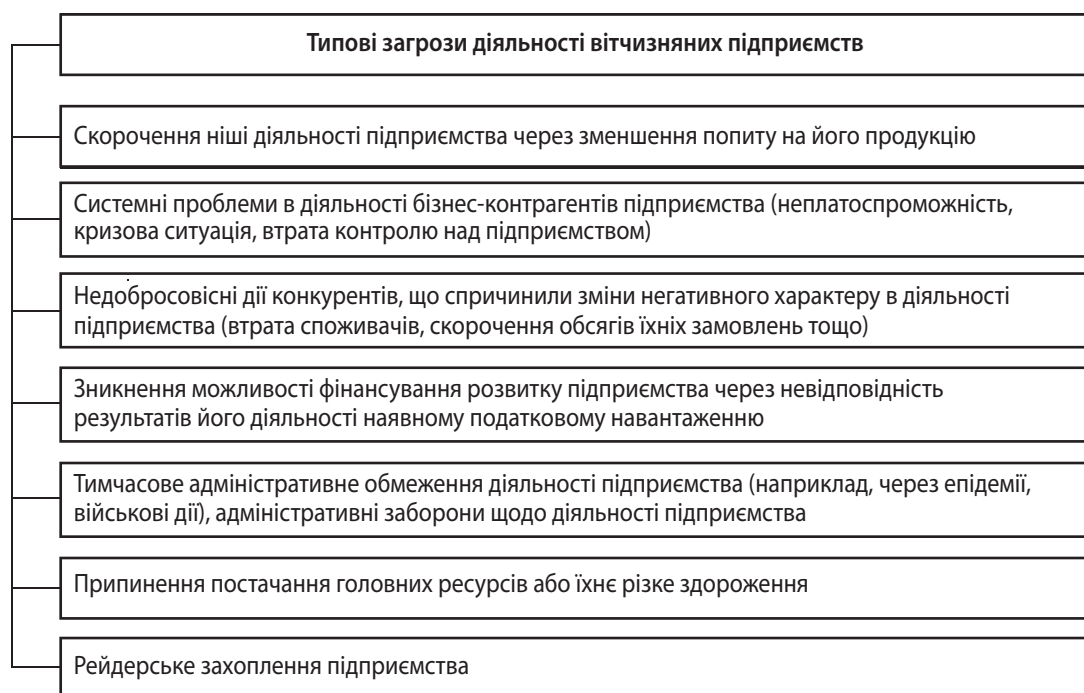 Типові загрози діяльності вітчизняних підприємств
Скорочення ніші діяльності підприємства через зменшення попиту на його продукцію
Системні проблеми в діяльності бізнес-контрагентів підприємства (неплатоспроможність,
кризова ситуація, втрата контролю над підприємством)
Недобросовісні дії конкурентів, що спричинили зміни негативного характеру в діяльності
підприємства (втрата споживачів, скорочення обсягів їхніх замовлень тощо)
Зникнення можливості фінансування розвитку підприємства через невідповідність
результатів його діяльності наявному податковому навантаженню
Тимчасове адміністративне обмеження діяльності підприємства (наприклад, через епідемії,
військові дії), адміністративні заборони щодо діяльності підприємства
Припинення постачання головних ресурсів або їхнє різке здороження
Рейдерське захоплення підприємства